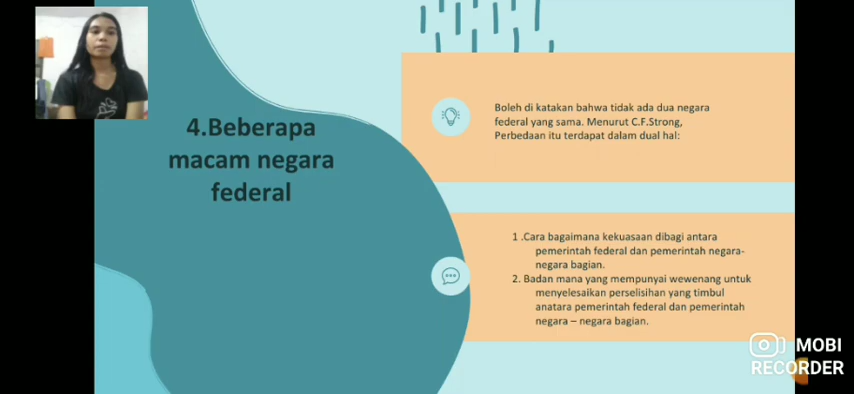 4.Beberapa
macam negara
federal
Boleh di katakan bahwa tidak ada dua negara
federal yang sama. Menurut C.F.Strong,
Perbedaan itu terdapat dalam dual hal:
1 .Cara bagaimana kekuasaan dibagi antara
pemerintah federal dan pemerintah negara-
negara bagian.
2. Badan mana yang mempunyai wewenang untuk
menyelesaikan perselisihan yang timbul
anatara pemerintah federal dan pemerintah
negara – negara bagian.
MOBI
RECORDER